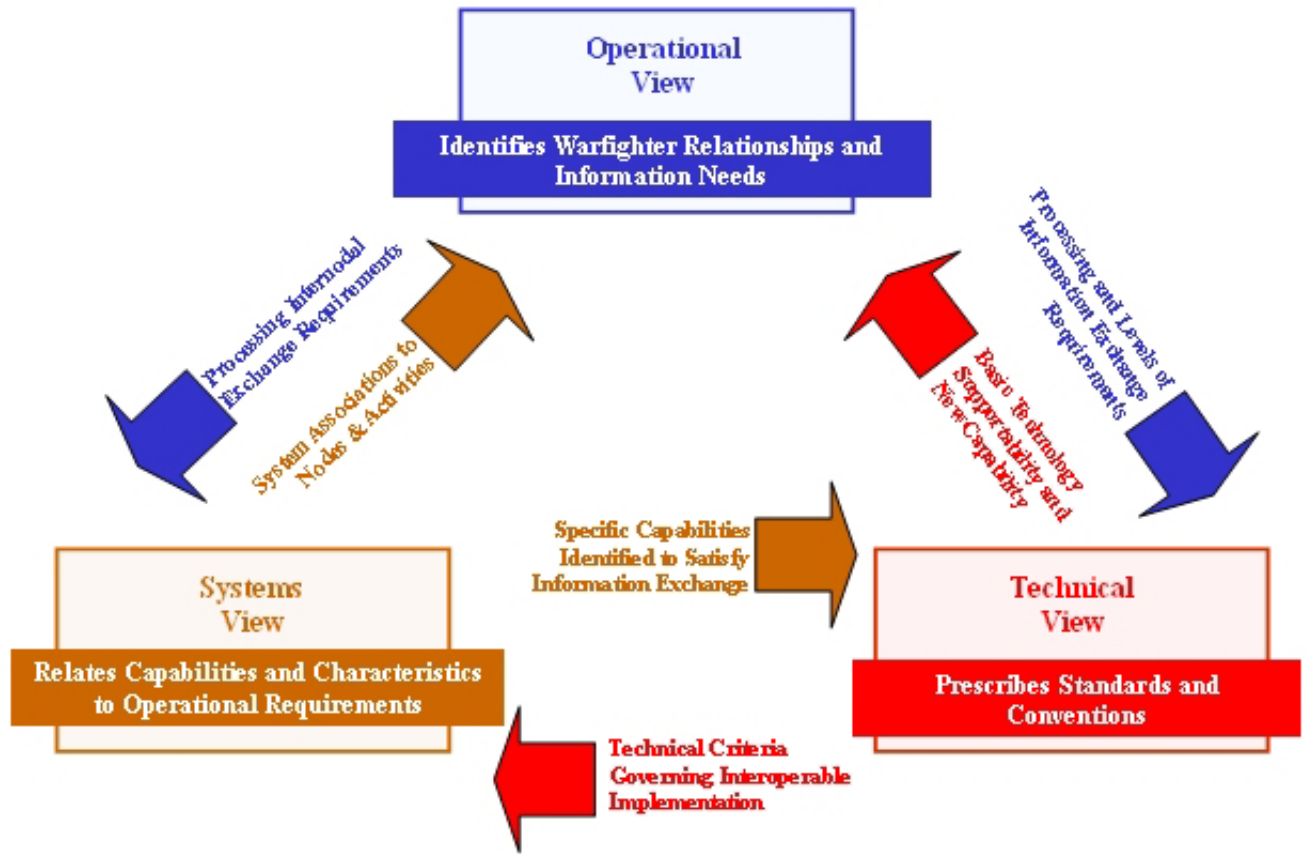 Operational
View
Identifies Warfighter Relationships and
Information Needs
Processing Internodal
Exchange Requirements
System Associations to
Nodes & Activities
Basic Technology
Supportability and
New Capability
Processing and Levels of
Information Exchange
Requirements
Specific Capabilities
Identified to Satisfy
Information Exchange
Systems
View
Relates Capabilities and Characteristics
to Operational Requirements
Technical
View
Prescribes Standards and
Conventions
Technical Criteria
Governing Interoperable
Implementation